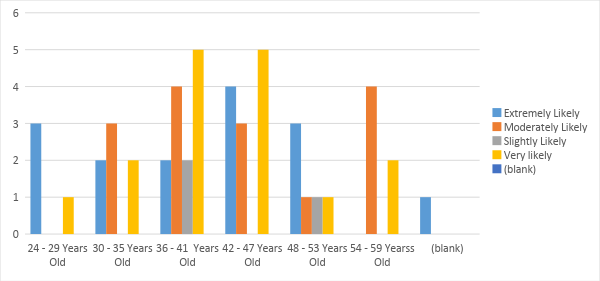 6
5
4
3
2
1
0
24 - 29 Years Old
30 - 35 Years Old
36 - 41  Years Old
42 - 47 Years Old
48 - 53 Years Old
54 - 59 Yearss Old
(blank)
Extremely Likely
Moderately Likely
Slightly Likely
Very likely
(blank)